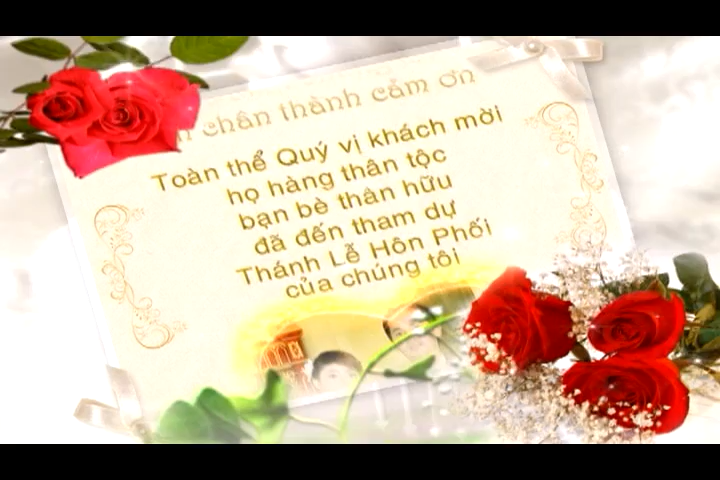 chân thành cảm ơn
Toàn thể Quý vị khách mời
họ hàng thân tộc
bạn bè thân hữu
đã đến tham dự
Thánh Lễ Hôn Phối
của chúng tôi